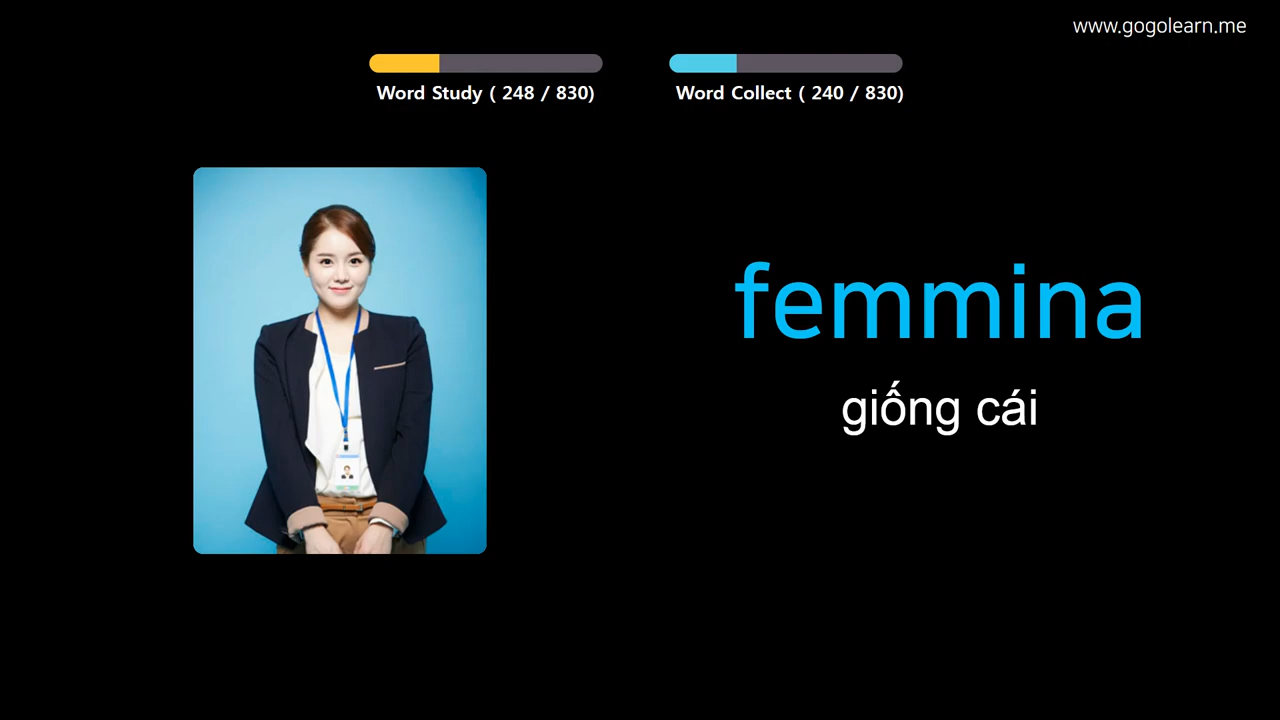 www.gogolearn.me
Word Study ( 248 / 830)
Word Collect ( 240 / 830)
femmina
giống cái